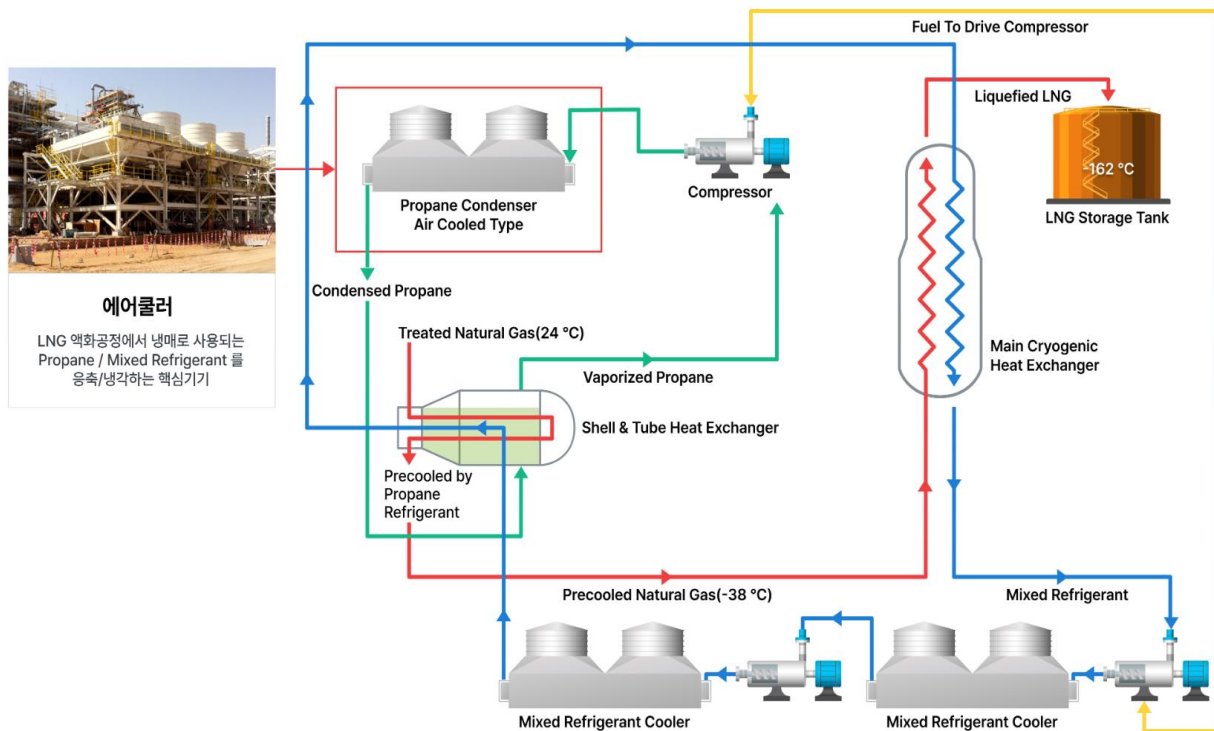 Fuel To Drive Compressor
Liquefied LNG
-162 °C
LNG Storage Tank
Compressor
Propane Condenser
Air Cooled Type
Condensed Propane
에어쿨러
LNG 액화공정에서 냉매로 사용되는
Propane / Mixed Refrigerant 를
응축/냉각하는 핵심기기
Treated Natural Gas(24 °C)
Vaporized Propane
Main Cryogenic
Heat Exchanger
Shell & Tube Heat Exchanger
Precooled by
Propane
Refrigerant
Precooled Natural Gas(-38 °C)
Mixed Refrigerant
Mixed Refrigerant Cooler
Mixed Refrigerant Cooler